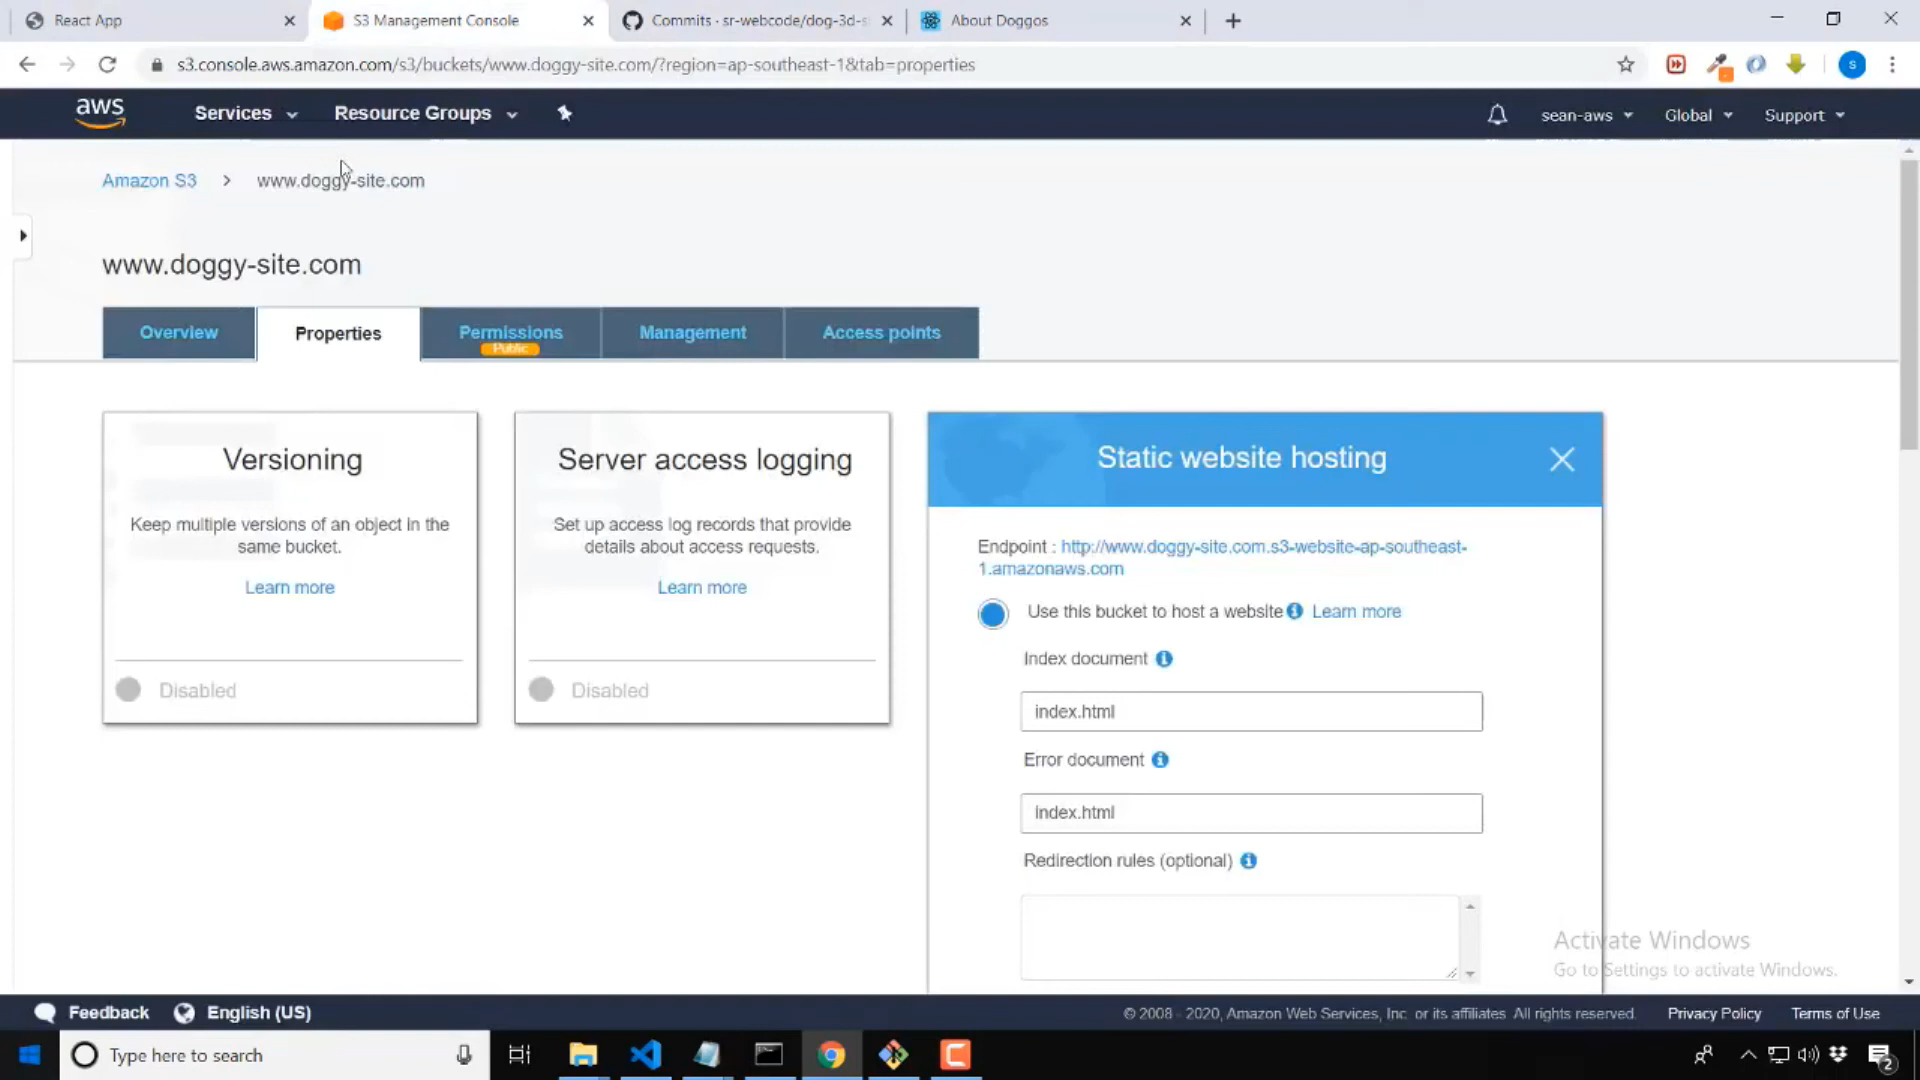 React App
S3 Management Console
Commits · sr-webcode/dog-3d-s
About Doggos
s3.console.aws.amazon.com/s3/buckets/www.doggy-site.com/?region=ap-southeast-1&tab=properties
s
aws
Services
Resource Groups
sean-aws
Global
Support
Amazon S3
www.doggy-site.com
www.doggy-site.com
Overview
Properties
Permissions
Public
Management
Access points
Versioning
Keep multiple versions of an object in the
same bucket.
Learn more
Disabled
Server access logging
Set up access log records that provide
details about access requests.
Learn more
Disabled
Static website hosting
Endpoint : http://www.doggy-site.com.s3-website-ap-southeast-
1.amazonaws.com
Use this bucket to host a website Learn more
Index document
index.html
Error document
index.html
Redirection rules (optional)
Activate Windows
Go to Settings to activate Windows.
Feedback
English (US)
© 2008 - 2020, Amazon Web Services, Inc. or its affiliates. All rights reserved.
Privacy Policy
Terms of Use
Type here to search
2